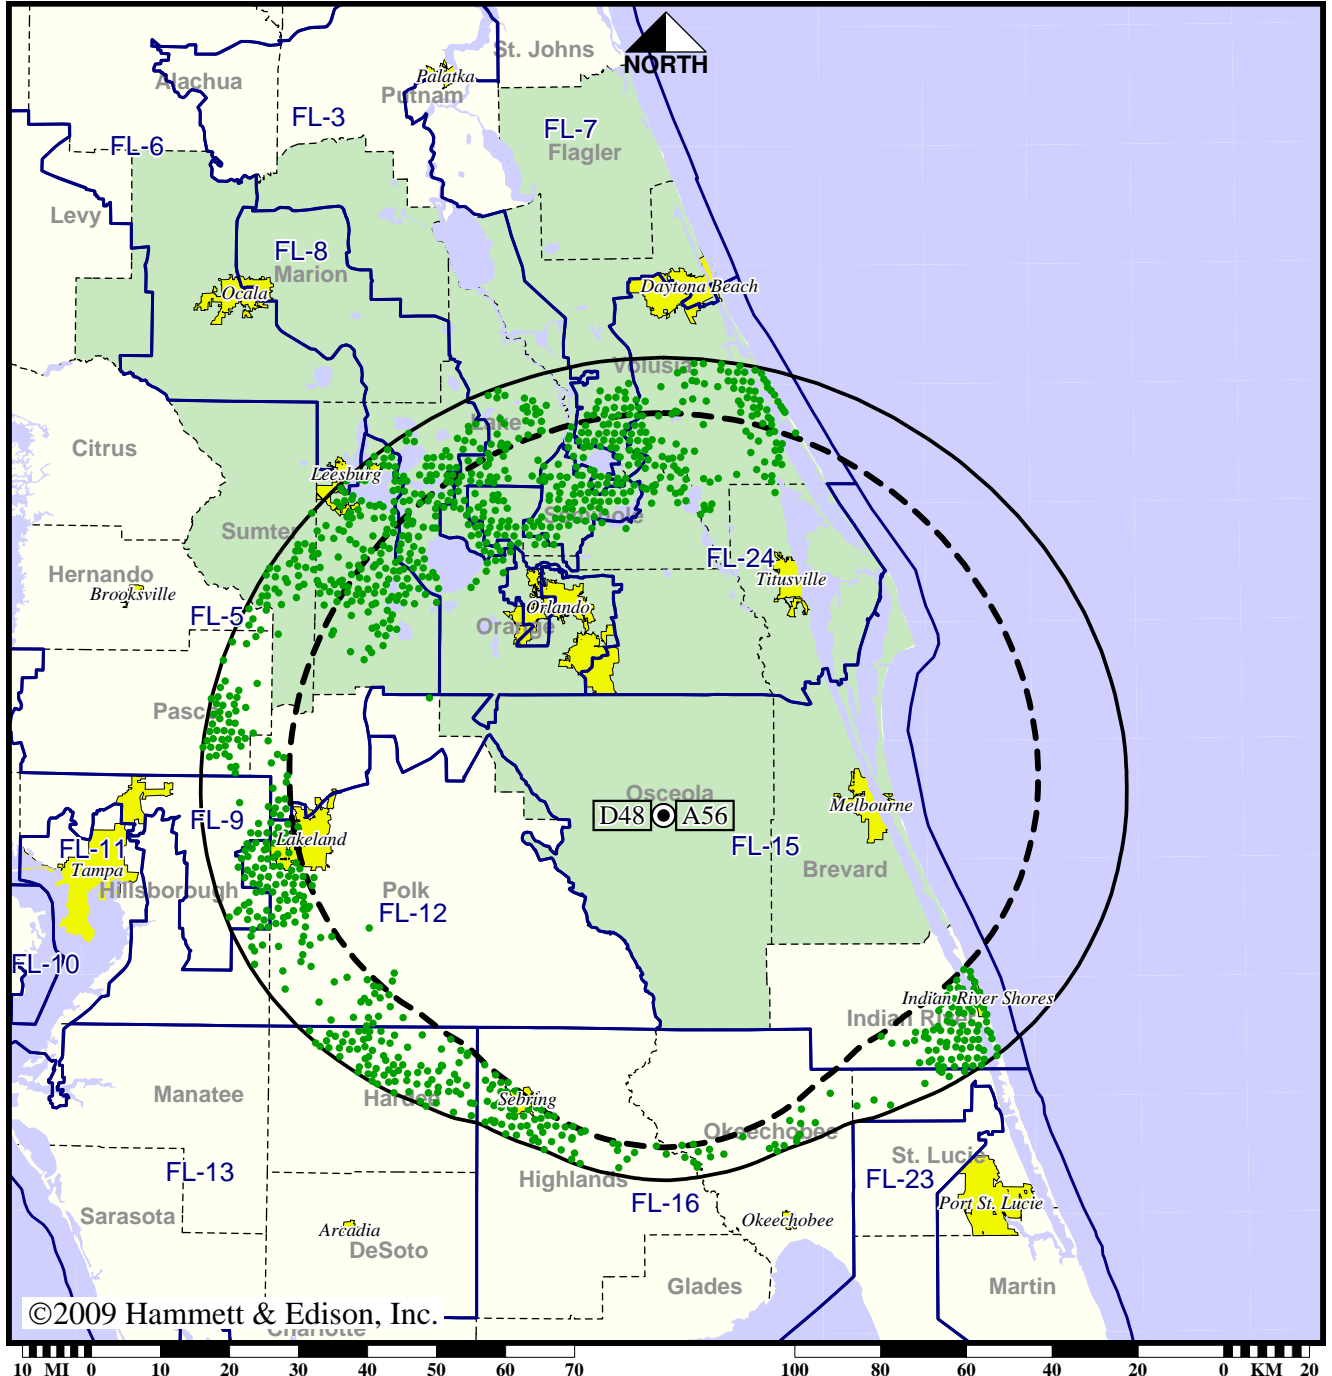 St. Johns
NORTH
Palatka
Alachua
Putnam
FL-3
FL-7
FL-6
Flagler
Levy
FL-8
Marion
Ocala
Daytona Beach
Volusia
Lake
Citrus
Leesburg
Seminole
Sumter
FL-24
Hernando
Titusville
Brooksville
Orlando
FL-5
Orange
Pasco
Osceola
Melbourne
D48
A56
FL-9
Lakeland
FL-15
FL-11
Tampa
Brevard
Hillsborough
Polk
FL-12
FL-10
Indian River Shores
Indian River
Manatee
Hardee
Sebring
Okeechobee
St. Lucie
FL-13
Highlands
FL-23
FL-16
Port St. Lucie
Sarasota
Okeechobee
Arcadia
DeSoto
Glades
Martin
©2009 Hammett & Edison, Inc.
Charlotte
10 MI 0 10 20 30 40 50 60 70
100 80 60 40 20 0 KM 20